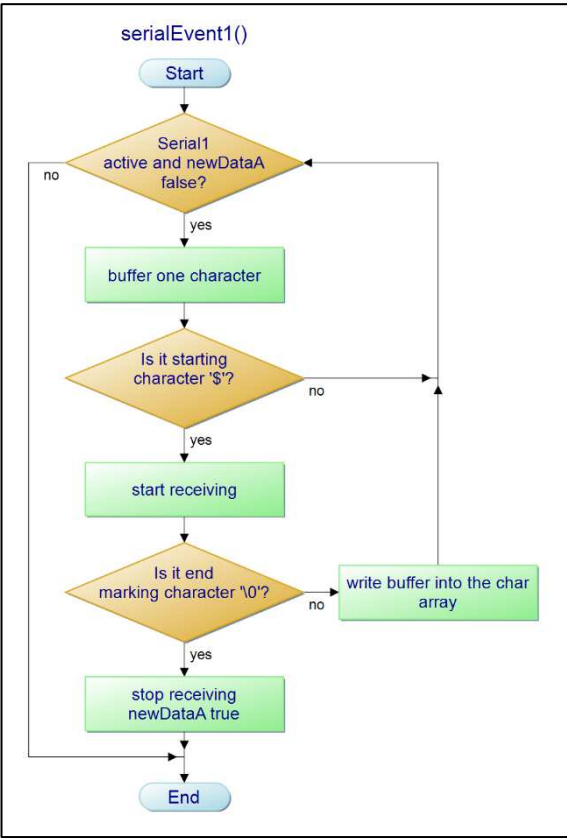 serialEvent1()
Start
Serial1
active and newDataA
false?
no
yes
buffer one character
Is it starting
character '$'?
no
yes
start receiving
Is it end
marking character '\0'?
no
write buffer into the char
array
yes
stop receiving
newDataA true
End